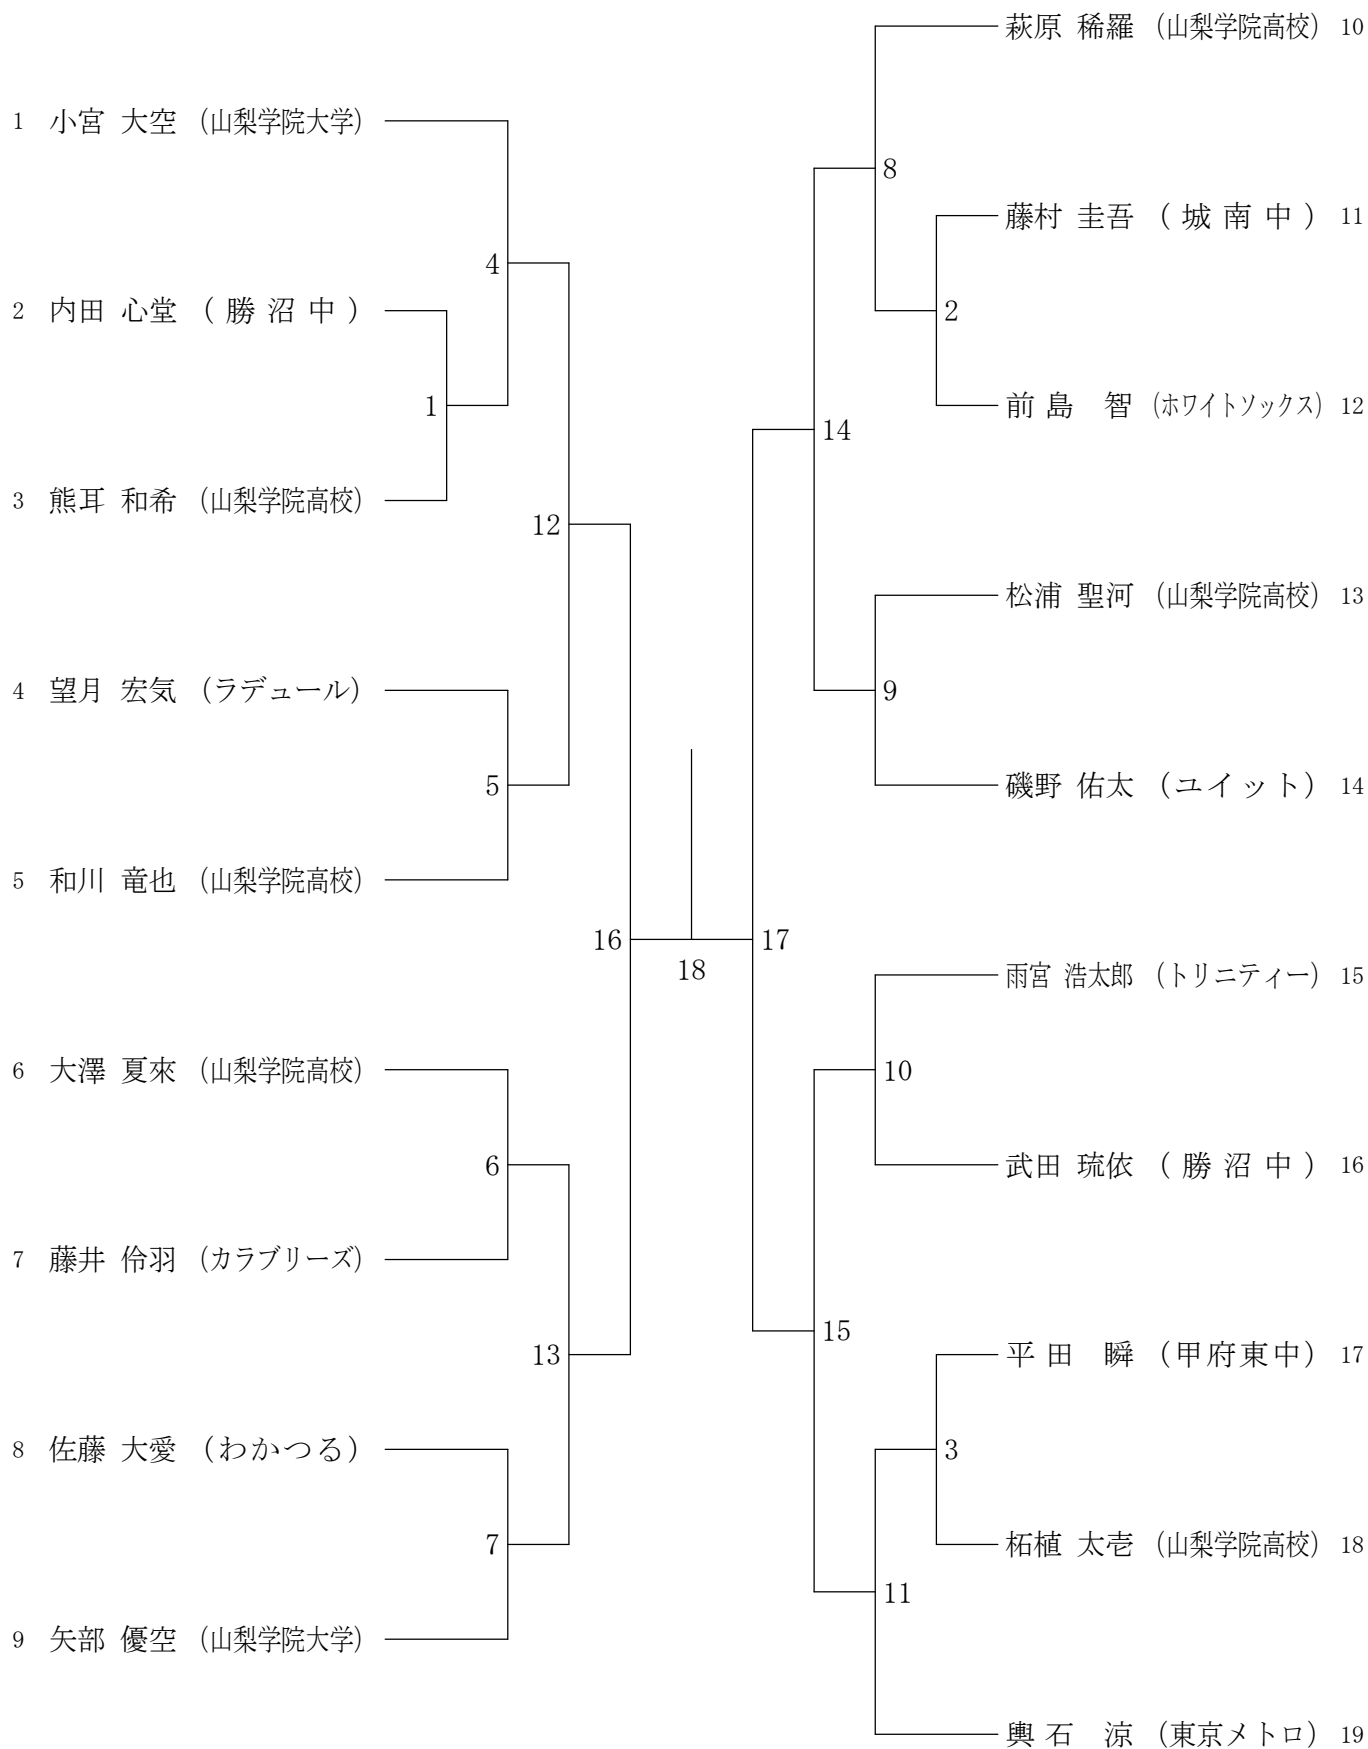 1 小宮 大空 (山梨学院大学)
2 内田 心堂 (勝沼中)
3 熊耳 和希 (山梨学院高校)
4 望月 宏気 (ラデュール)
5 和川 竜也 (山梨学院高校)
6 大澤 夏來 (山梨学院高校)
7 藤井 伶羽 (カラブリーズ)
8 佐藤 大愛 (わかつる)
9 矢部 優空 (山梨学院大学)
4
1
12
5
16
6
13
7
18
17
8
2
14
9
10
15
3
11
萩原 稀羅 (山梨学院高校) 10
藤村 圭吾 (城南中) 11
前島 智 (ホワイトソックス) 12
松浦 聖河 (山梨学院高校) 13
磯野 佑太 (ユイット) 14
雨宮 浩太郎 (トリニティー) 15
武田 琉依 (勝沼中) 16
平田 瞬 (甲府東中) 17
柘植 太壱 (山梨学院高校) 18
輿石 涼 (東京メトロ) 19